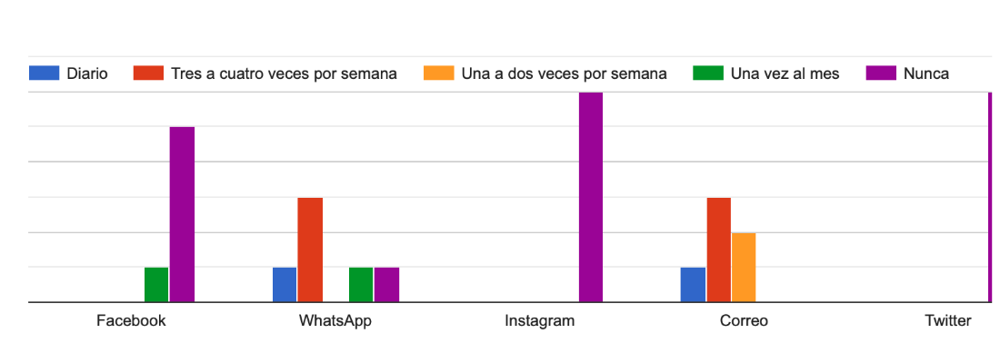 Diario Tres a cuatro veces por semana Una a dos veces por semana Una vez al mes Nunca
Facebook WhatsApp Instagram Correo Twitter